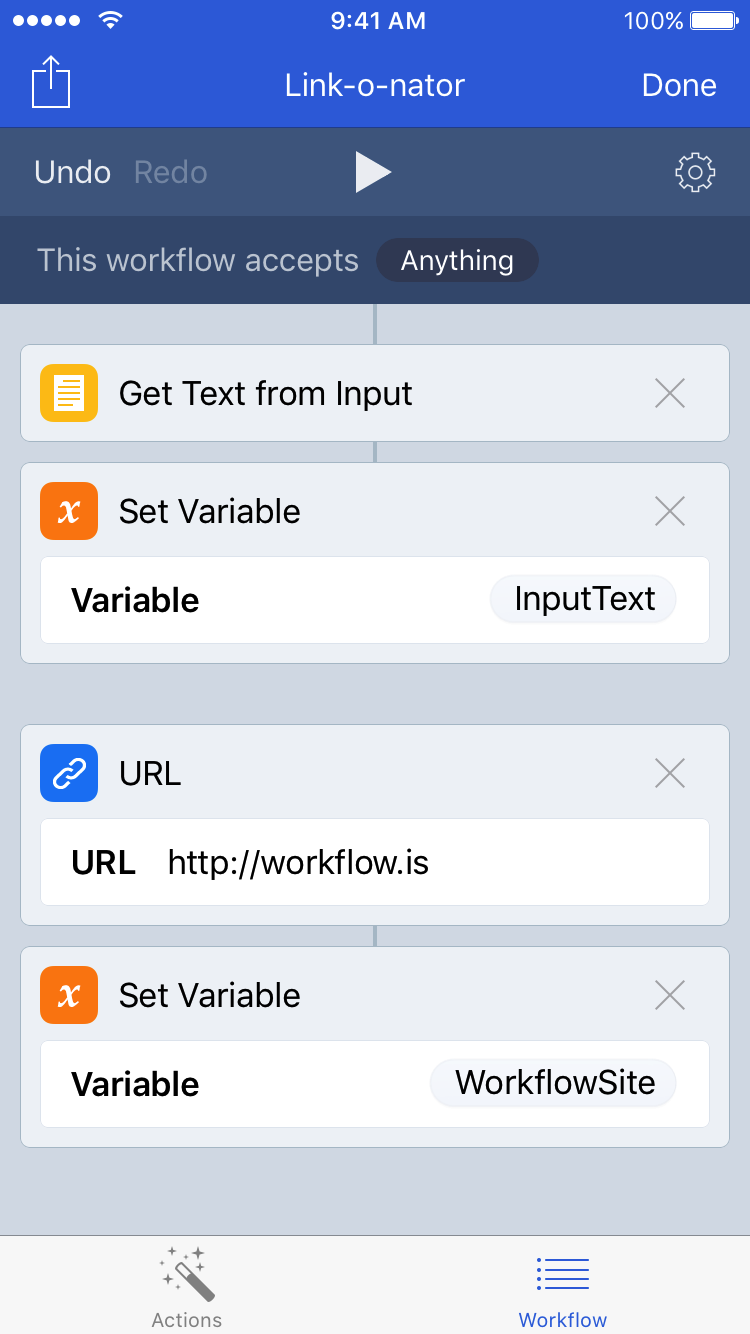 9:41 AM 100%
Link-o-nator Done
Undo Redo
This workflow accepts Anything
Get Text from Input
x Set Variable
Variable InputText
URL
URL http://workflow.is
x Set Variable
Variable WorkflowSite
Actions Workflow